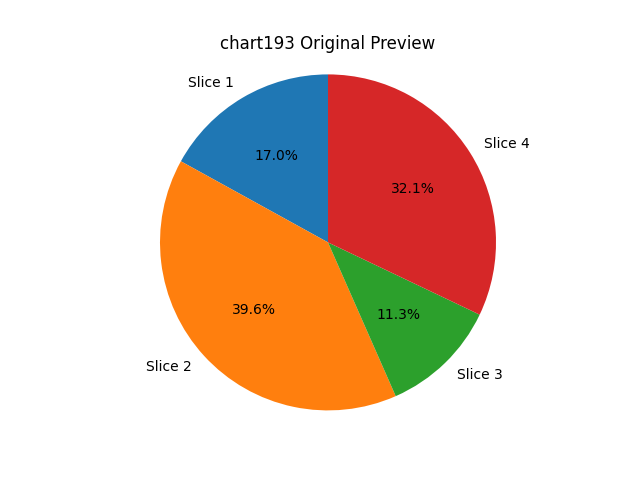 chart193 Original Preview
Slice 1
17.0%
Slice 4
32.1%
39.6%
11.3%
Slice 2
Slice 3